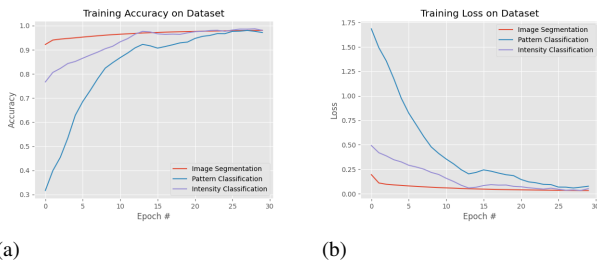 Training Accuracy on Dataset
1.0
0.9
0.8
0.7
0.6
0.5
0.4
0.3
Accuracy
Image Segmentation
Pattern Classification
Intensity Classification
0 5 10 15 20 25 30
Epoch #
(a)
Training Loss on Dataset
1.75
1.50
1.25
1.00
0.75
0.50
0.25
0.00
Loss
Image Segmentation
Pattern Classification
Intensity Classification
0 5 10 15 20 25 30
Epoch #
(b)